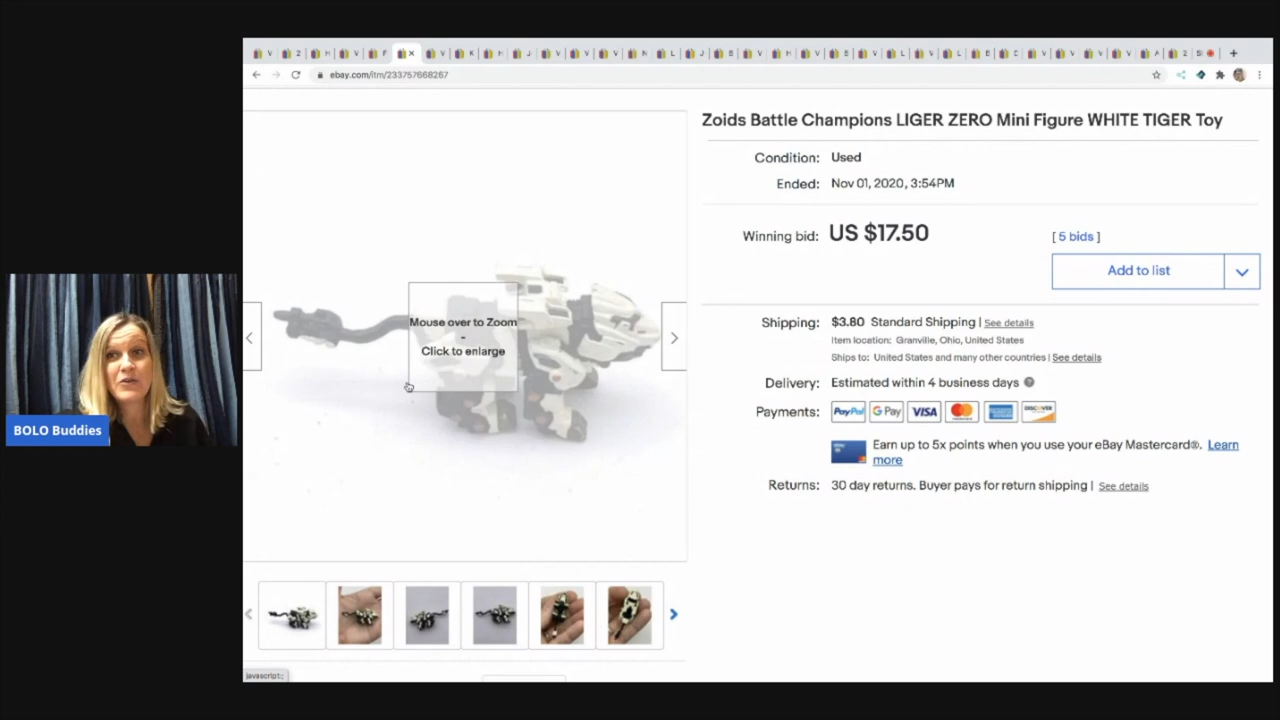 ebay.com/itm/233757668267
Zoids Battle Champions LIGER ZERO Mini Figure WHITE TIGER Toy
Condition: Used
Ended: Nov 01, 2020, 3:54PM
Winning bid: US $17.50 [ 5 bids ]
Add to list
Shipping: $3.80 Standard Shipping | See details
Item location: Granville, Ohio, United States
Ships to: United States and many other countries | See details
Delivery: Estimated within 4 business days
Payments: PayPal G Pay VISA mastercard DISCOVER
Earn up to 5x points when you use your eBay Mastercard®. Learn
more
Returns: 30 day returns. Buyer pays for return shipping | See details
Mouse over to Zoom
-
Click to enlarge
BOLO Buddies
javascript:;